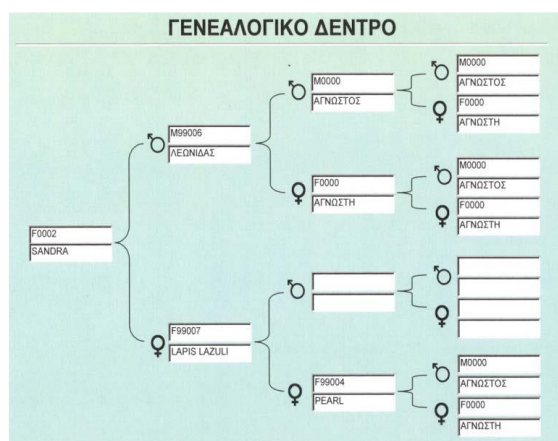 ΓΕΝΕΑΛΟΓΙΚΟ ΔΕΝΤΡΟ
F0002
SANDRA
M99006
ΛΕΩΝΙΔΑΣ
F99007
LAPIS LAZULI
M0000
ΑΓΝΩΣΤΟΣ
F0000
ΑΓΝΩΣΤΗ
F99004
PEARL
M0000
ΑΓΝΩΣΤΟΣ
F0000
ΑΓΝΩΣΤΗ
M0000
ΑΓΝΩΣΤΟΣ
F0000
ΑΓΝΩΣΤΗ
M0000
ΑΓΝΩΣΤΟΣ
F0000
ΑΓΝΩΣΤΗ